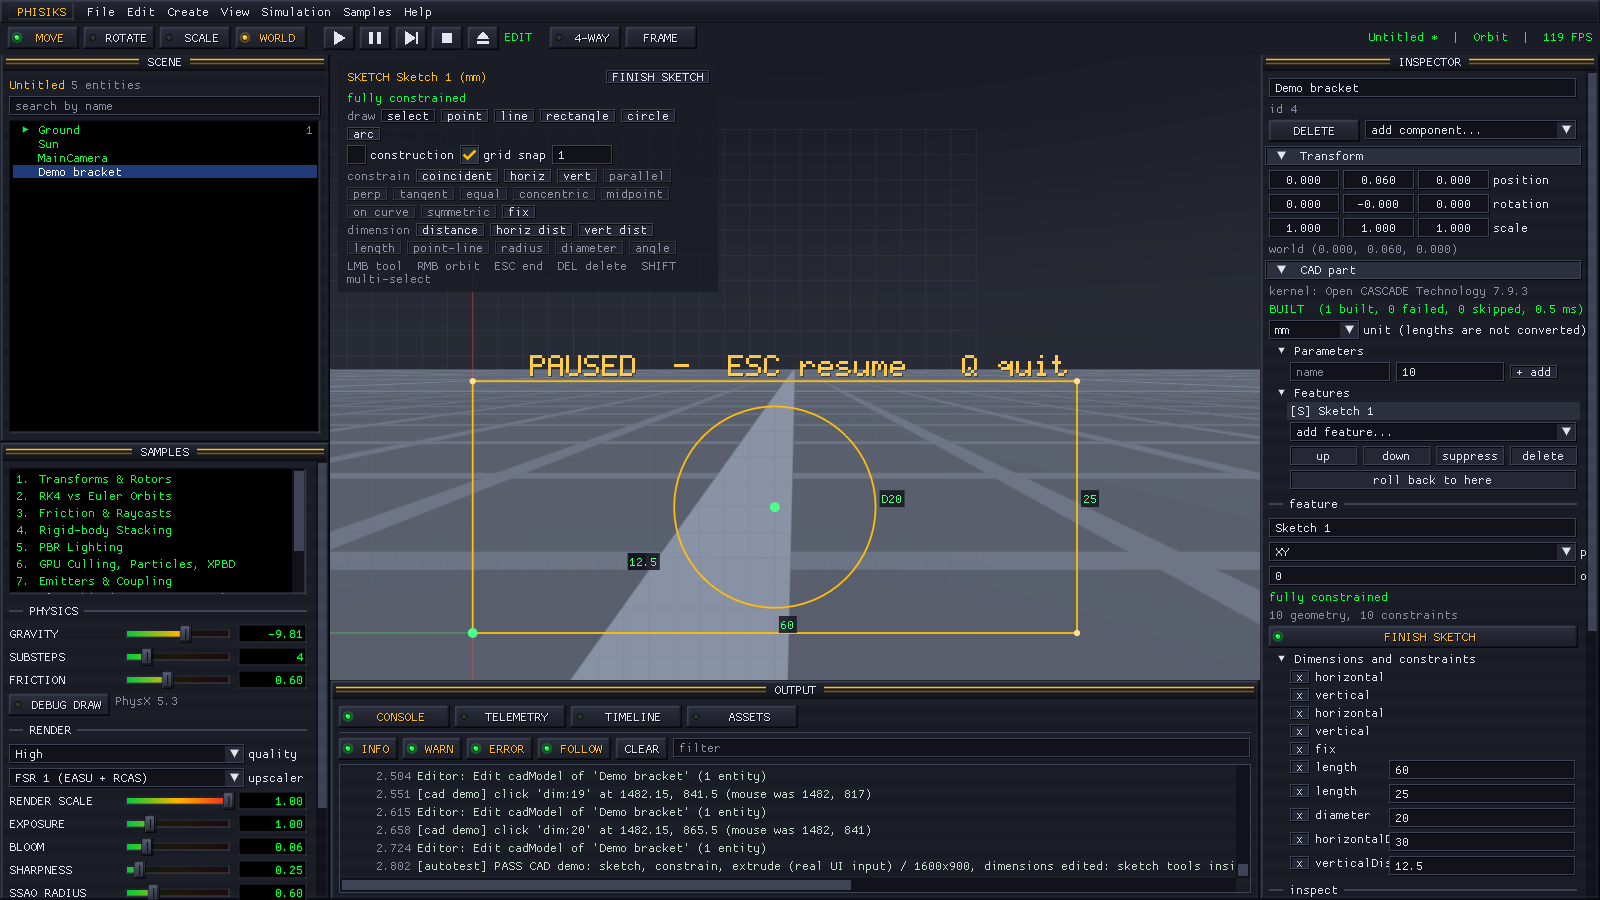 PHISIKS File Edit Create View Simulation Samples Help
MOVE ROTATE SCALE WORLD EDIT 4-WAY FRAME Untitled * | Orbit | 119 FPS
SCENE
Untitled 5 entities
search by name
Ground 1
Sun
MainCamera
Demo bracket
SAMPLES
1. Transforms & Rotors
2. RK4 vs Euler Orbits
3. Friction & Raycasts
4. Rigid-body Stacking
5. PBR Lighting
6. GPU Culling, Particles, XPBD
7. Emitters & Coupling
PHYSICS
GRAVITY -9.81
SUBSTEPS 4
FRICTION 0.60
DEBUG DRAW PhysX 5.3
RENDER
High quality
FSR 1 (EASU + RCAS) upscaler
RENDER SCALE 1.00
EXPOSURE 1.00
BLOOM 0.06
SHARPNESS 0.25
SSAO RADIUS 0.60
SKETCH Sketch 1 (mm) FINISH SKETCH
fully constrained
draw select point line rectangle circle
arc
construction grid snap 1
constrain coincident horiz vert parallel
perp tangent equal concentric midpoint
on curve symmetric fix
dimension distance horiz dist vert dist
length point-line radius diameter angle
LMB tool RMB orbit ESC end DEL delete SHIFT
multi-select
PAUSED - ESC resume Q quit
D20
25
12.5
60
OUTPUT
CONSOLE TELEMETRY TIMELINE ASSETS
INFO WARN ERROR FOLLOW CLEAR filter
2.504 Editor: Edit cadModel of 'Demo bracket' (1 entity)
2.551 [cad demo] click 'dim:19' at 1482.15, 841.5 (mouse was 1482, 817)
2.615 Editor: Edit cadModel of 'Demo bracket' (1 entity)
2.658 [cad demo] click 'dim:20' at 1482.15, 865.5 (mouse was 1482, 841)
2.724 Editor: Edit cadModel of 'Demo bracket' (1 entity)
2.802 [autotest] PASS CAD demo: sketch, constrain, extrude (real UI input) / 1600x900, dimensions edited: sketch tools insi
INSPECTOR
Demo bracket
id 4
DELETE add component...
Transform
0.000 0.060 0.000 position
0.000 -0.000 0.000 rotation
1.000 1.000 1.000 scale
world (0.000, 0.060, 0.000)
CAD part
kernel: Open CASCADE Technology 7.9.3
BUILT (1 built, 0 failed, 0 skipped, 0.5 ms)
mm unit (lengths are not converted)
Parameters
name 10 + add
Features
[S] Sketch 1
add feature...
up down suppress delete
roll back to here
feature
Sketch 1
XY p
0 o
fully constrained
10 geometry, 10 constraints
FINISH SKETCH
Dimensions and constraints
x horizontal
x vertical
x horizontal
x vertical
x fix
x length 60
x length 25
x diameter 20
x horizontalD 30
x verticalDis 12.5
inspect